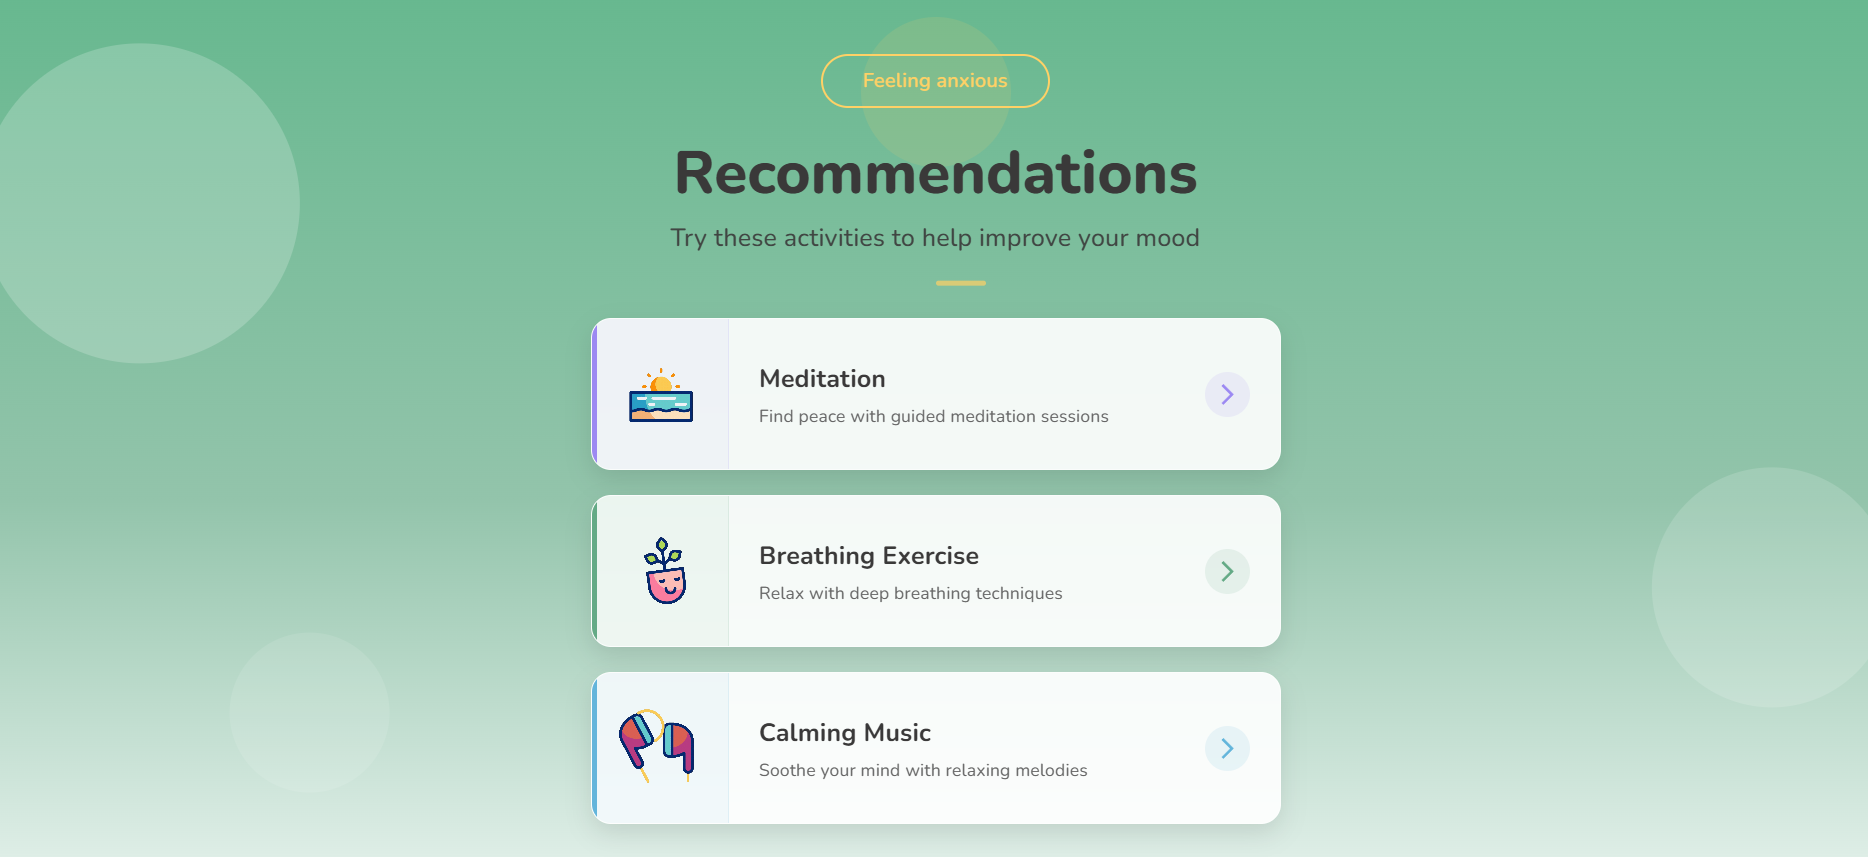 Feeling anxious
Recommendations
Try these activities to help improve your mood
Meditation
Find peace with guided meditation sessions
Breathing Exercise
Relax with deep breathing techniques
Calming Music
Soothe your mind with relaxing melodies